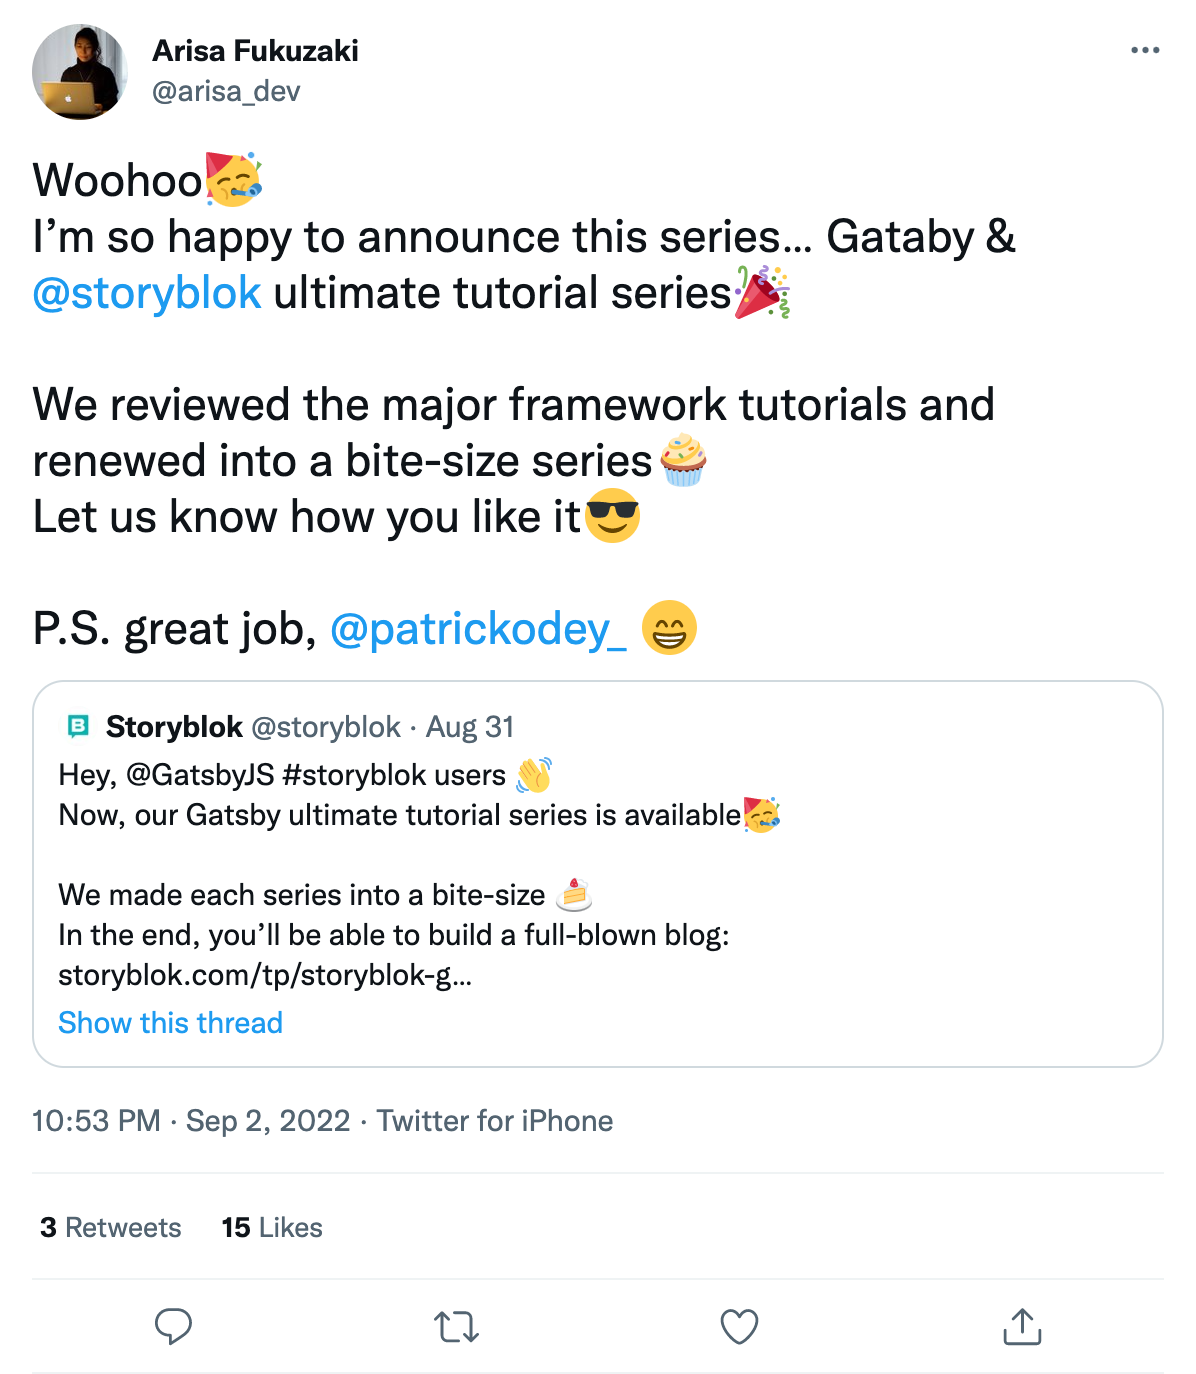 Arisa Fukuzaki
@arisa_dev
Woohoo🥳
I’m so happy to announce this series... Gataby &
@storyblok ultimate tutorial series🎉
We reviewed the major framework tutorials and
renewed into a bite-size series🧁
Let us know how you like it😎
P.S. great job, @patrickodey_ 😁
Storyblok @storyblok · Aug 31
Hey, @GatsbyJS #storyblok users 👋
Now, our Gatsby ultimate tutorial series is available🥳
We made each series into a bite-size 🍰
In the end, you’ll be able to build a full-blown blog:
storyblok.com/tp/storyblok-g...
Show this thread
10:53 PM · Sep 2, 2022 · Twitter for iPhone
3 Retweets 15 Likes